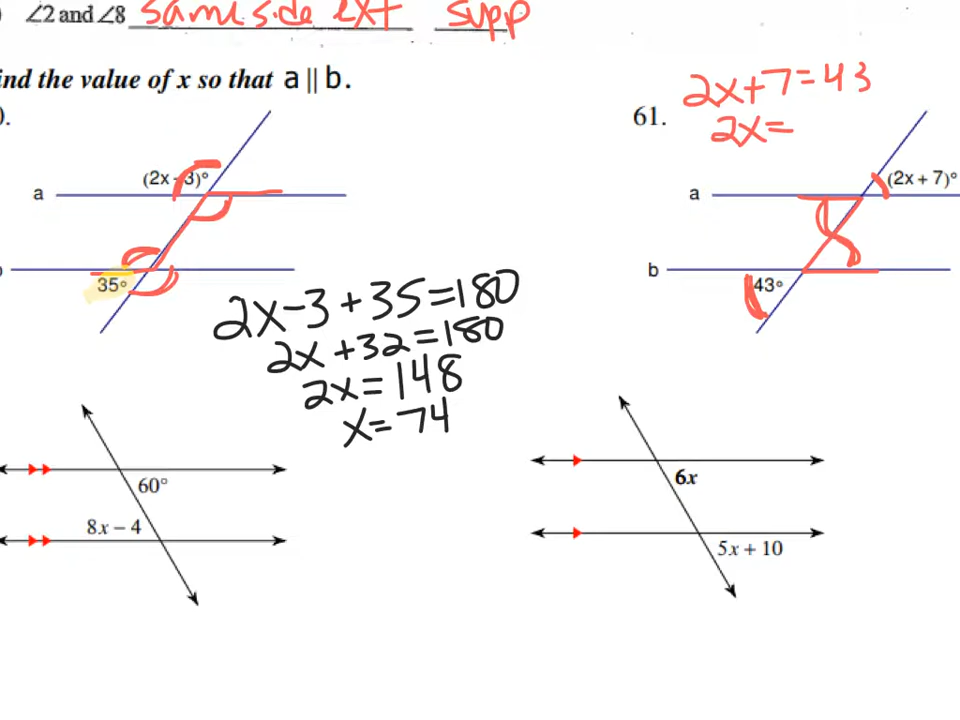 ∠2 and ∠8 same side ext supp
ind the value of x so that a || b.
61.
2x+7=43
2x=
(2x-3)°
a
35°
2x-3+35=180
2x+32=180
2x=148
x=74
(2x + 7)°
a
b
43°
60°
8x – 4
6x
5x + 10